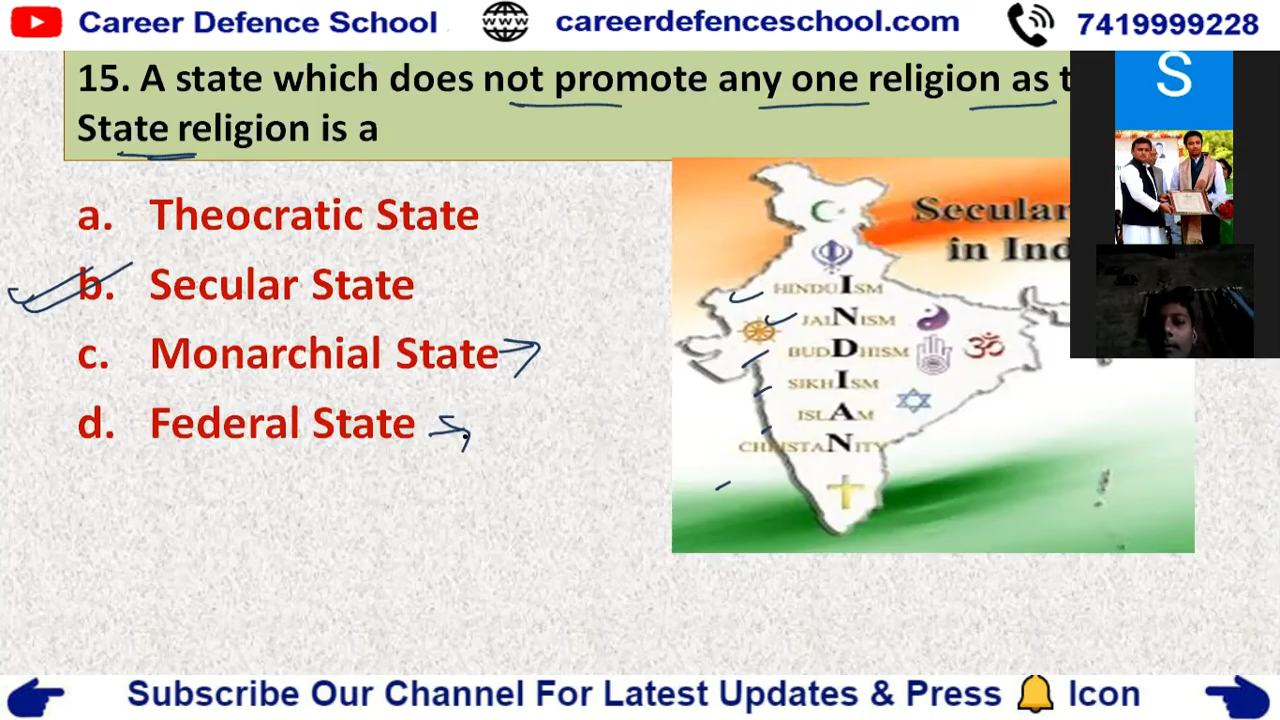 Career Defence School
www
careerdefenceschool.com
7419999228
15. A state which does not promote any one religion as t
State religion is a
a. Theocratic State
b. Secular State
c. Monarchial State
d. Federal State
Secular
in Ind
HINDUISM
JAINISM
BUDDHISM
SIKHISM
ISLAM
CHRISTANITY
S
Subscribe Our Channel For Latest Updates & Press Icon